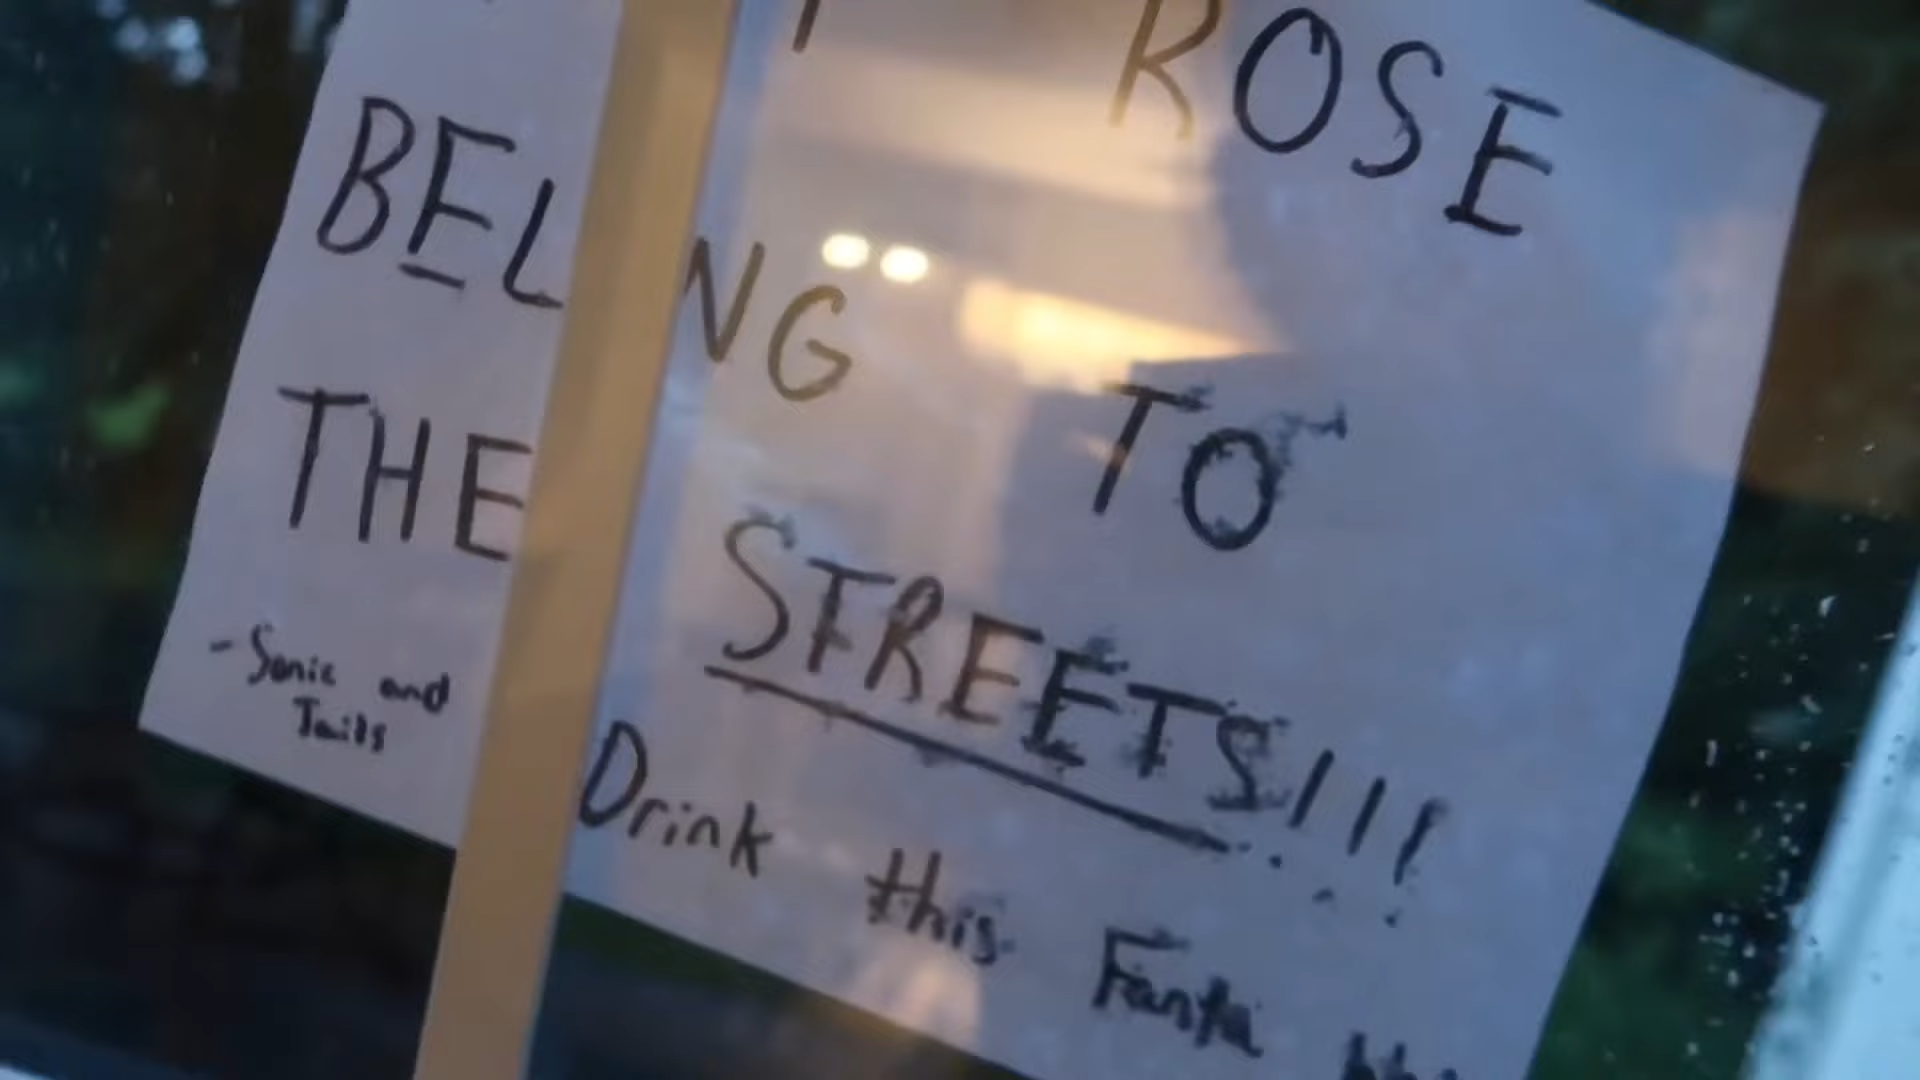 ROSE
BEL NG TO
THE STREETS!!!
-Sonic and
Tails
Drink this Fanta